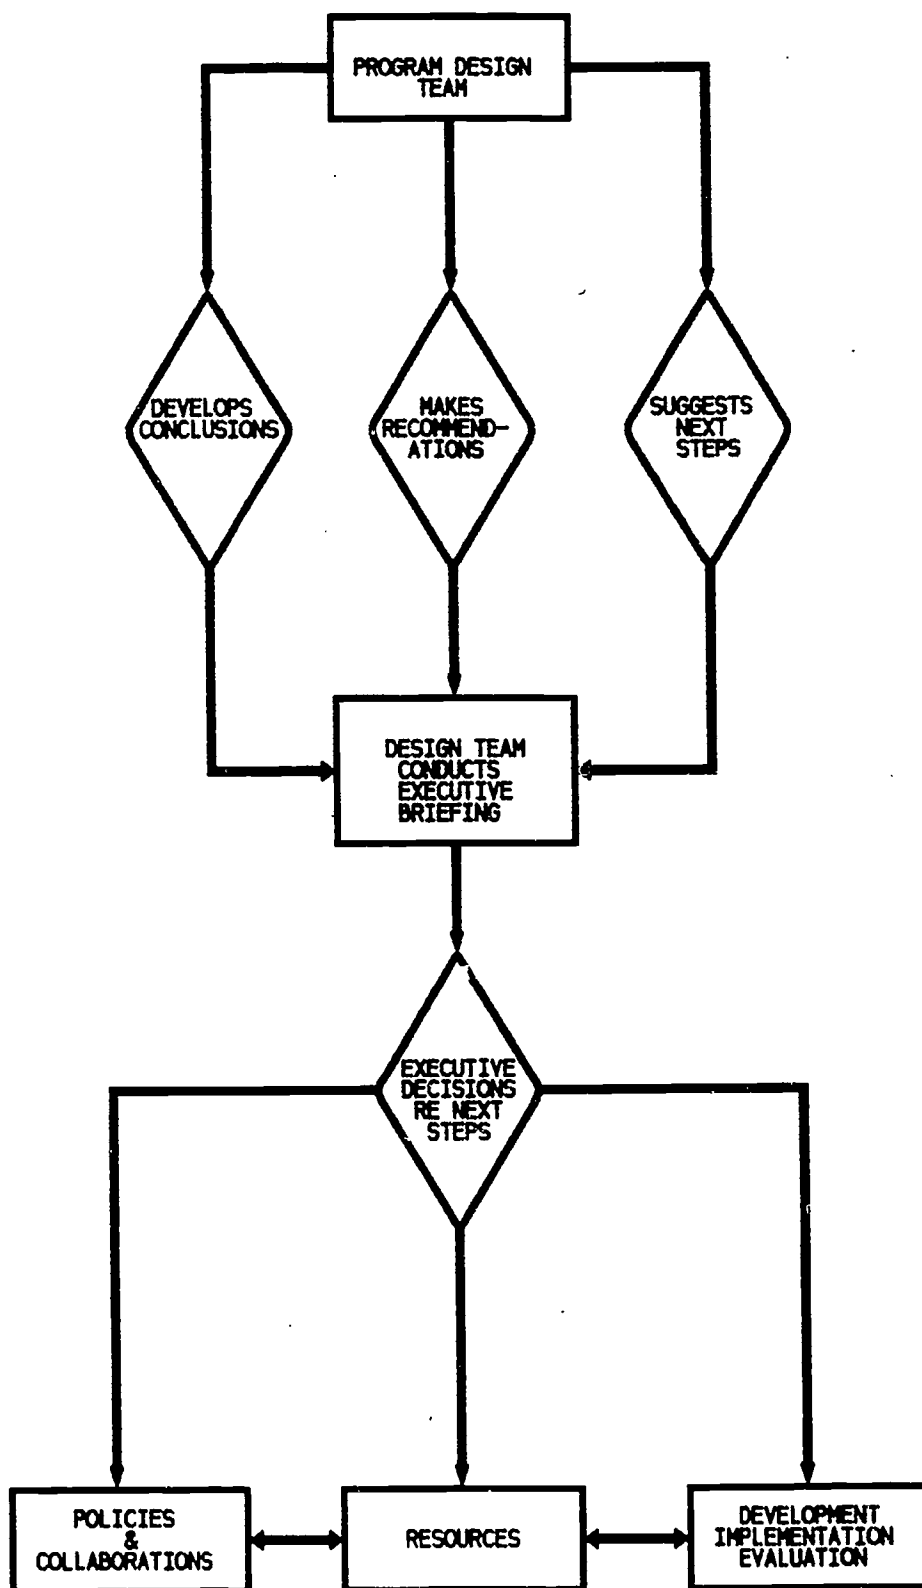 PROGRAM DESIGN
TEAM
DEVELOPS
CONCLUSIONS
MAKES
RECOMMEND-
ATIONS
SUGGESTS
NEXT
STEPS
DESIGN TEAM
CONDUCTS
EXECUTIVE
BRIEFING
EXECUTIVE
DECISIONS
RE NEXT
STEPS
POLICIES
&
COLLABORATIONS
RESOURCES
DEVELOPMENT
IMPLEMENTATION
EVALUATION